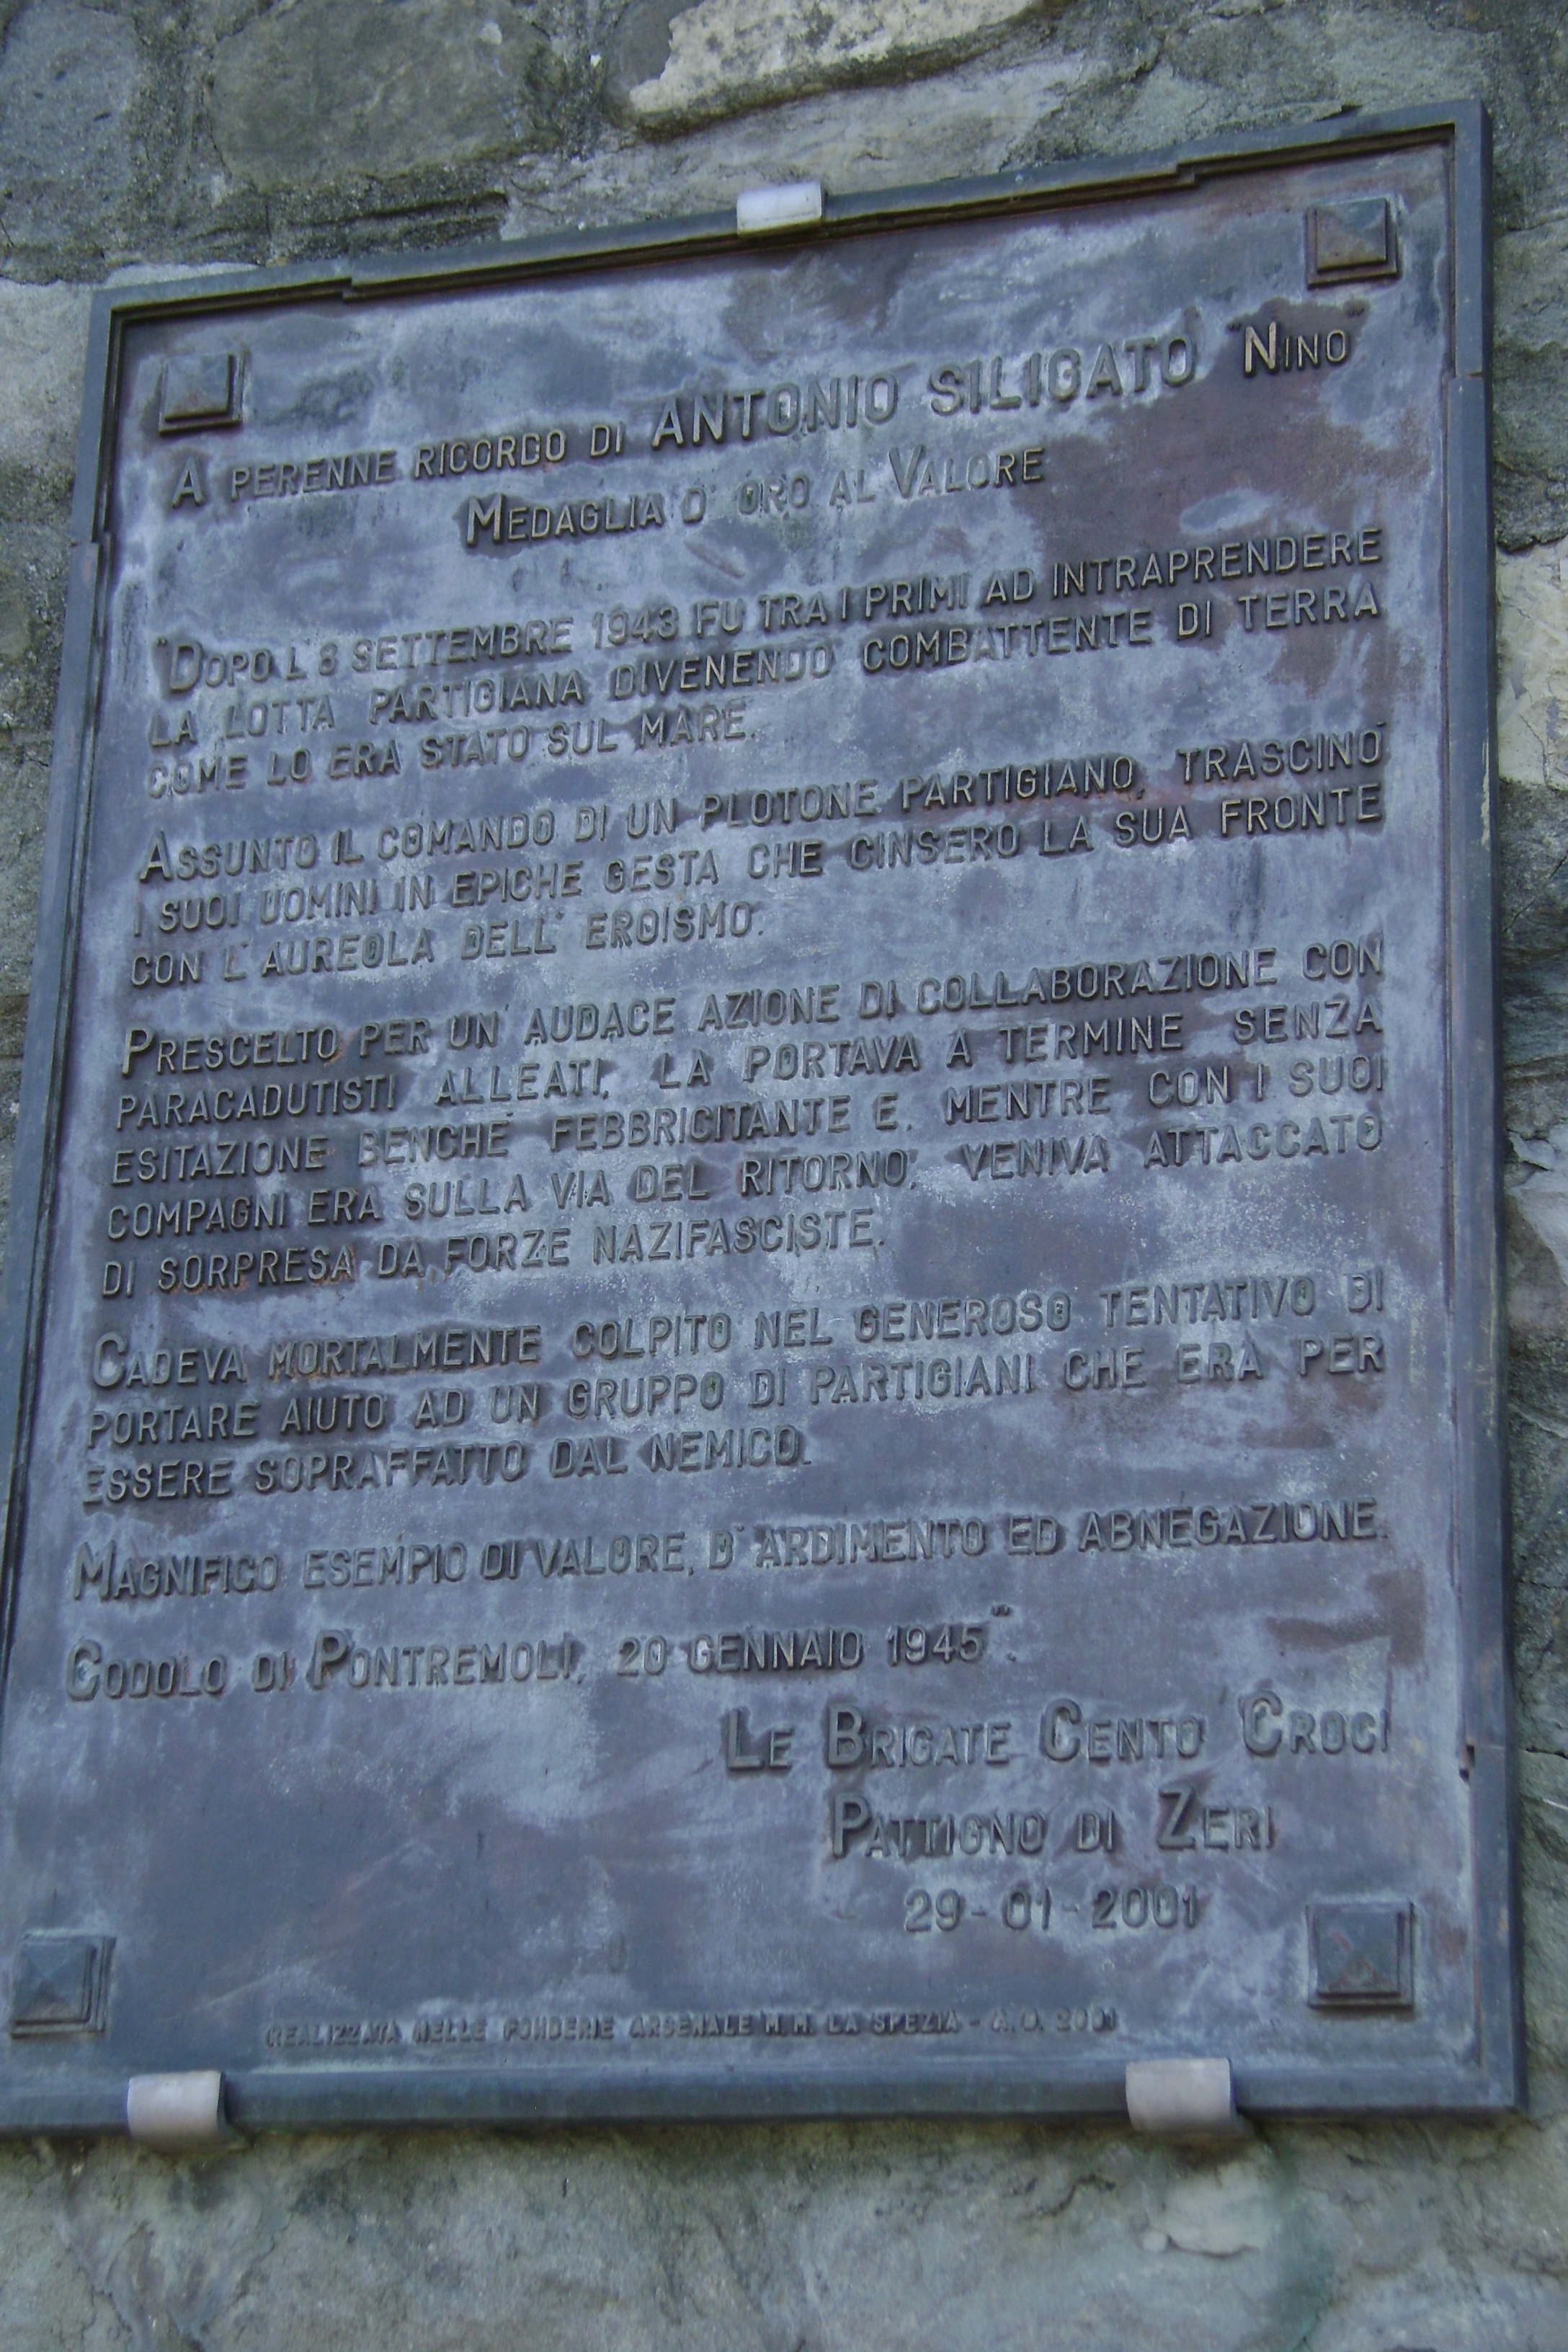 A PERENNE RICORDO DI ANTONIO SILIGATO "NINO"
MEDAGLIA D' ORO AL VALORE
"DOPO L' 8 SETTEMBRE 1943 FU TRA I PRIMI AD INTRAPRENDERE
LA LOTTA PARTIGIANA DIVENENDO COMBATTENTE DI TERRA
COME LO ERA STATO SUL MARE.
ASSUNTO IL COMANDO DI UN PLOTONE PARTIGIANO, TRASCINO'
I SUOI UOMINI IN EPICHE GESTA CHE CINSERO LA SUA FRONTE
CON L' AUREOLA DELL' EROISMO.
PRESCELTO PER UN' AUDACE AZIONE DI COLLABORAZIONE CON
PARACADUTISTI ALLEATI, LA PORTAVA A TERMINE SENZA
ESITAZIONE BENCHE' FEBBRICITANTE E, MENTRE CON I SUOI
COMPAGNI ERA SULLA VIA DEL RITORNO, VENIVA ATTACCATO
DI SORPRESA DA FORZE NAZIFASCISTE.
CADEVA MORTALMENTE COLPITO NEL GENEROSO TENTATIVO DI
PORTARE AIUTO AD UN GRUPPO DI PARTIGIANI CHE ERA PER
ESSERE SOPRAFFATTO DAL NEMICO.
MAGNIFICO ESEMPIO DI VALORE, D' ARDIMENTO ED ABNEGAZIONE.
CODOLO DI PONTREMOLI, 20 GENNAIO 1945".
LE BRIGATE CENTO CROCI
PATTIGNO DI ZERI
29-01-2001
REALIZZATA NELLE FONDERIE ARSENALE M.M. LA SPEZIA - A.D. 2001